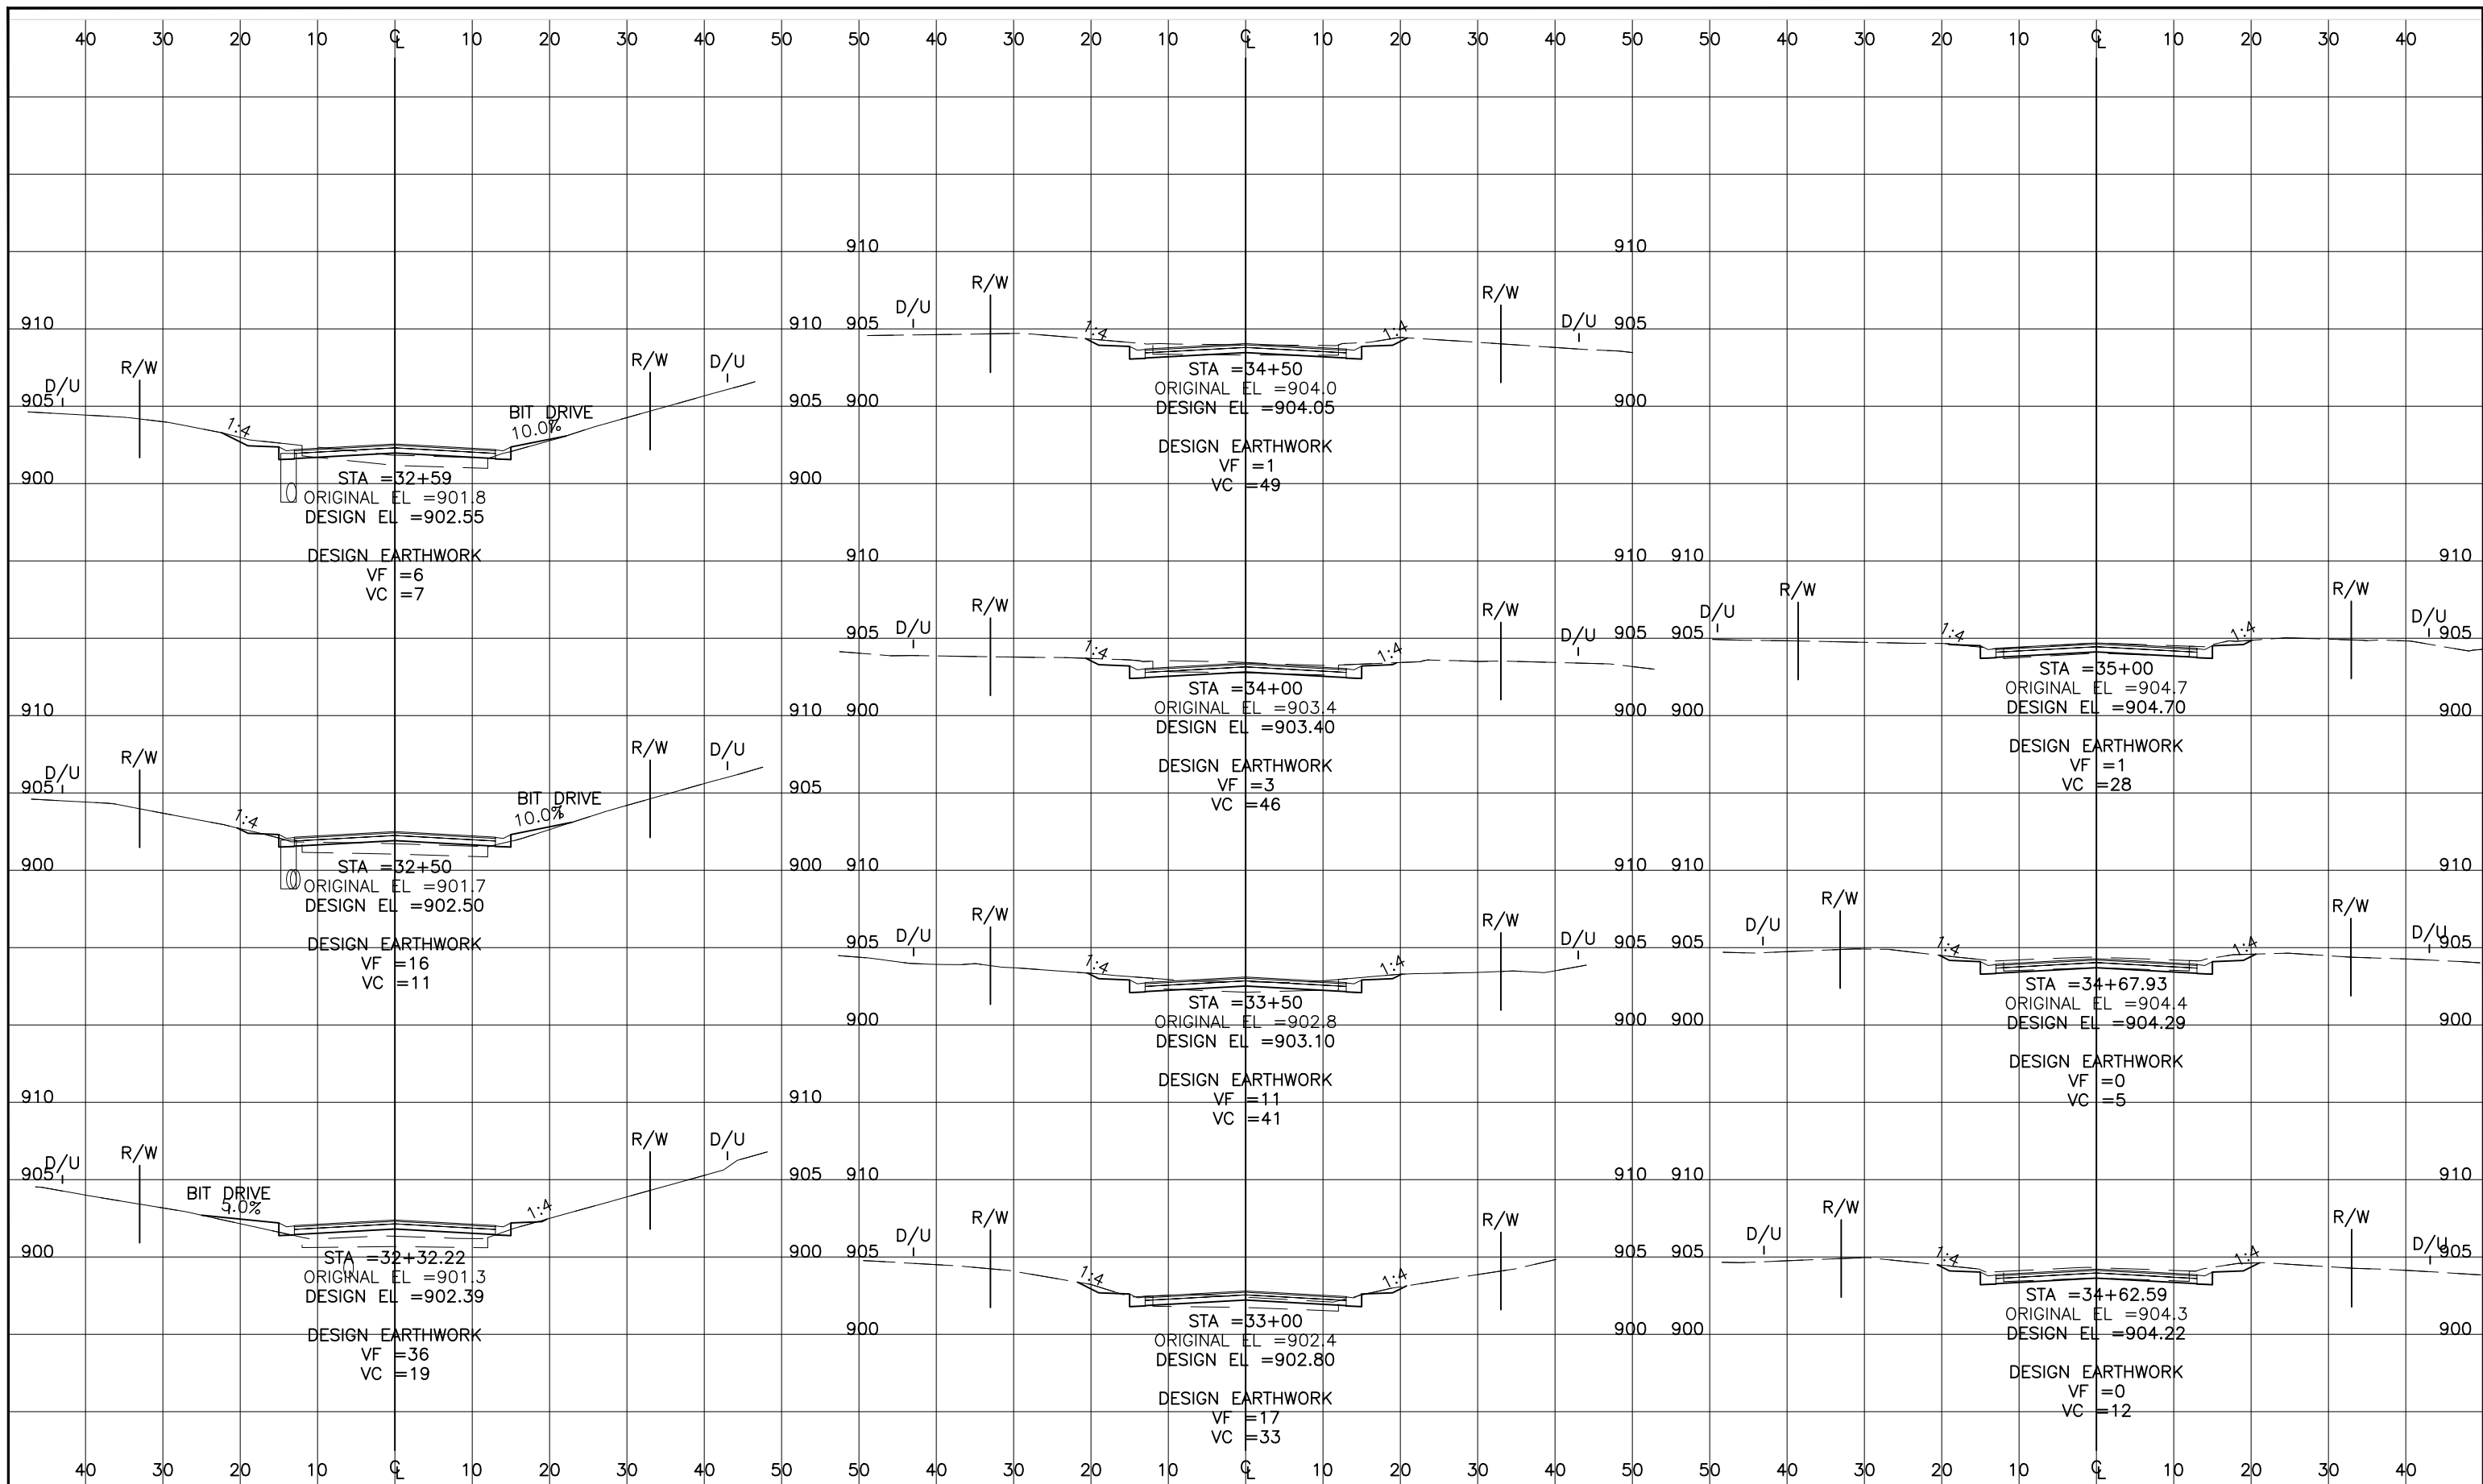 40 30 20 10 ℄ 10 20 30 40 50 50 40 30 20 10 ℄ 10 20 30 40 50 50 40 30 20 10 ℄ 10 20 30 40
910 910
R/W R/W
D/U D/U
910 910 905 905
1:4 1:4
STA =34+50
ORIGINAL EL =904.0
DESIGN EL =904.05
DESIGN EARTHWORK
VF =1
VC =49
R/W R/W
D/U D/U
905 905 900 900
1:4 BIT DRIVE
10.0%
900 900
STA =32+59
ORIGINAL EL =901.8
DESIGN EL =902.55
DESIGN EARTHWORK
VF =6
VC =7
910 910 910 910
R/W R/W
D/U D/U
905 905
1:4 1:4
STA =34+00
ORIGINAL EL =903.4
DESIGN EL =903.40
DESIGN EARTHWORK
VF =3
VC =46
R/W R/W
D/U D/U
905 905
1:4 1:4
STA =35+00
ORIGINAL EL =904.7
DESIGN EL =904.70
DESIGN EARTHWORK
VF =1
VC =28
910 910 900 900 900 900
R/W R/W
D/U D/U
905 905
1:4 BIT DRIVE
10.0%
900 900 910 910 910 910
STA =32+50
ORIGINAL EL =901.7
DESIGN EL =902.50
DESIGN EARTHWORK
VF =16
VC =11
R/W R/W
D/U D/U
905 905
1:4 1:4
STA =33+50
ORIGINAL EL =902.8
DESIGN EL =903.10
DESIGN EARTHWORK
VF =11
VC =41
R/W R/W
D/U D/U
905 905
1:4 1:4
STA =34+67.93
ORIGINAL EL =904.4
DESIGN EL =904.29
DESIGN EARTHWORK
VF =0
VC =5
900 900 900 900
910 910
R/W R/W
D/U D/U
905 905 910 910 910 910
BIT DRIVE 1:4
5.0%
900 900
STA =32+32.22
ORIGINAL EL =901.3
DESIGN EL =902.39
DESIGN EARTHWORK
VF =36
VC =19
R/W R/W
D/U
905 905
1:4 1:4
900 900
STA =33+00
ORIGINAL EL =902.4
DESIGN EL =902.80
DESIGN EARTHWORK
VF =17
VC =33
R/W R/W
D/U D/U
905 905
1:4 1:4
900 900
STA =34+62.59
ORIGINAL EL =904.3
DESIGN EL =904.22
DESIGN EARTHWORK
VF =0
VC =12
40 30 20 10 ℄ 10 20 30 40 50 50 40 30 20 10 ℄ 10 20 30 40 50 50 40 30 20 10 ℄ 10 20 30 40